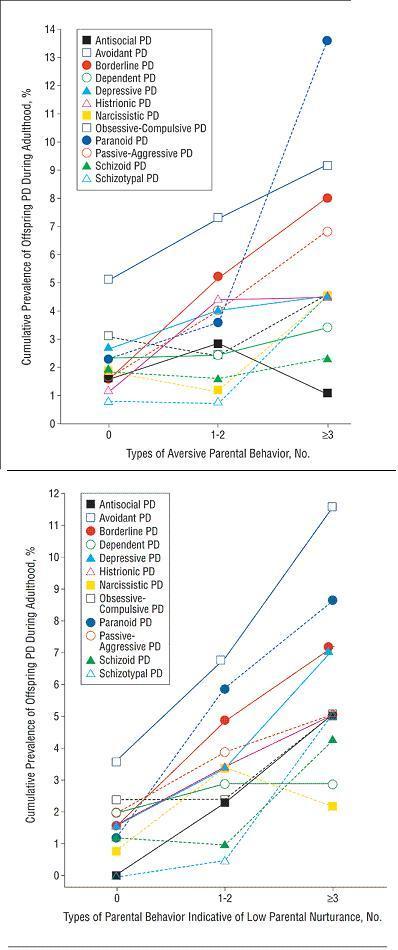 14
13
12
11
10
9
8
7
6
5
4
3
2
1
0
Cumulative Prevalence of Offspring PD During Adulthood, %
Antisocial PD
Avoidant PD
Borderline PD
Dependent PD
Depressive PD
Histrionic PD
Narcissistic PD
Obsessive-Compulsive PD
Paranoid PD
Passive-Aggressive PD
Schizoid PD
Schizotypal PD
0
1-2
≥3
Types of Aversive Parental Behavior, No.
12
11
10
9
8
7
6
5
4
3
2
1
0
Cumulative Prevalence of Offspring PD During Adulthood, %
Antisocial PD
Avoidant PD
Borderline PD
Dependent PD
Depressive PD
Histrionic PD
Narcissistic PD
Obsessive-
Compulsive PD
Paranoid PD
Passive-
Aggressive PD
Schizoid PD
Schizotypal PD
0
1-2
≥3
Types of Parental Behavior Indicative of Low Parental Nurturance, No.